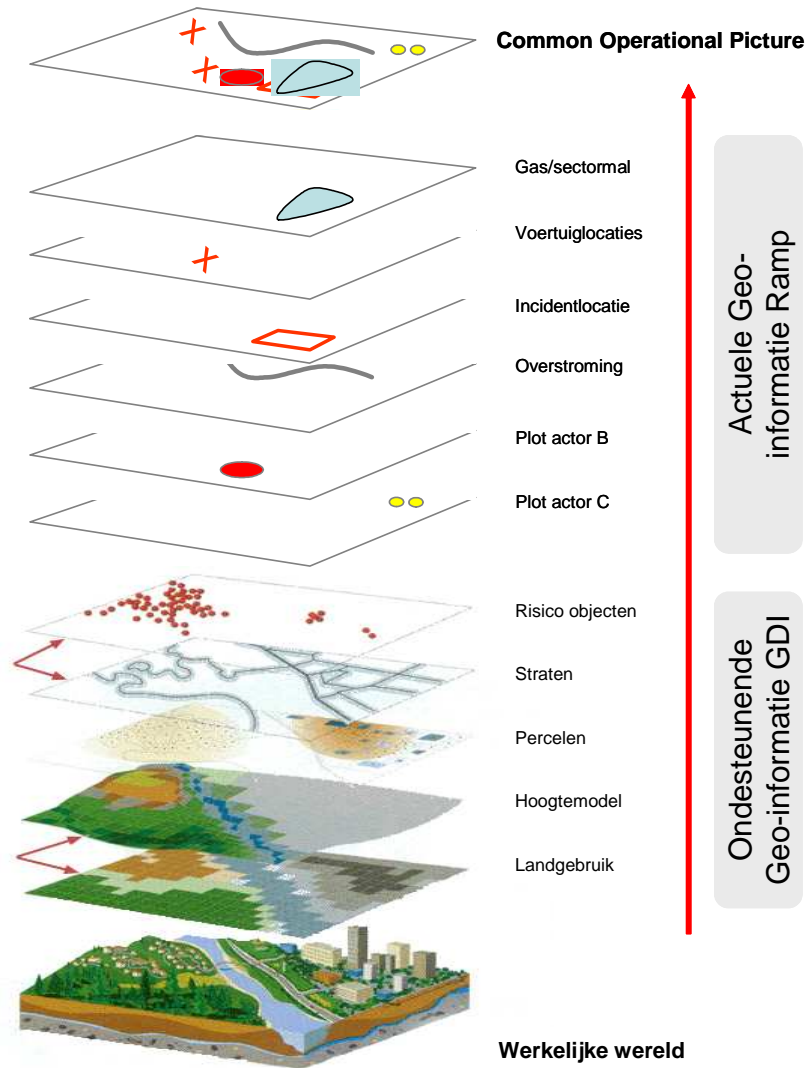 Common Operational Picture
Gas/sectormal
Voertuiglocaties
Incidentlocatie
Overstroming
Plot actor B
Plot actor C
Actuele Geo-
informatie Ramp
Risico objecten
Straten
Percelen
Hoogtemodel
Landgebruik
Ondesteunende
Geo-informatie GDI
Werkelijke wereld